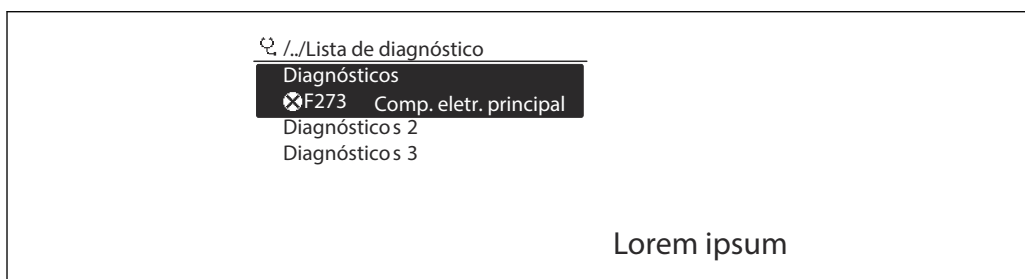 /../Lista de diagnóstico
Diagnósticos
F273 Comp. eletr. principal
Diagnósticos 2
Diagnósticos 3
Lorem ipsum